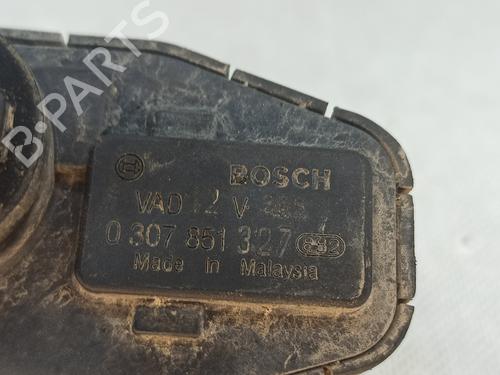 B-PARTS
BOSCH
VAD 12 V
0 307 851 327
Made in Malaysia